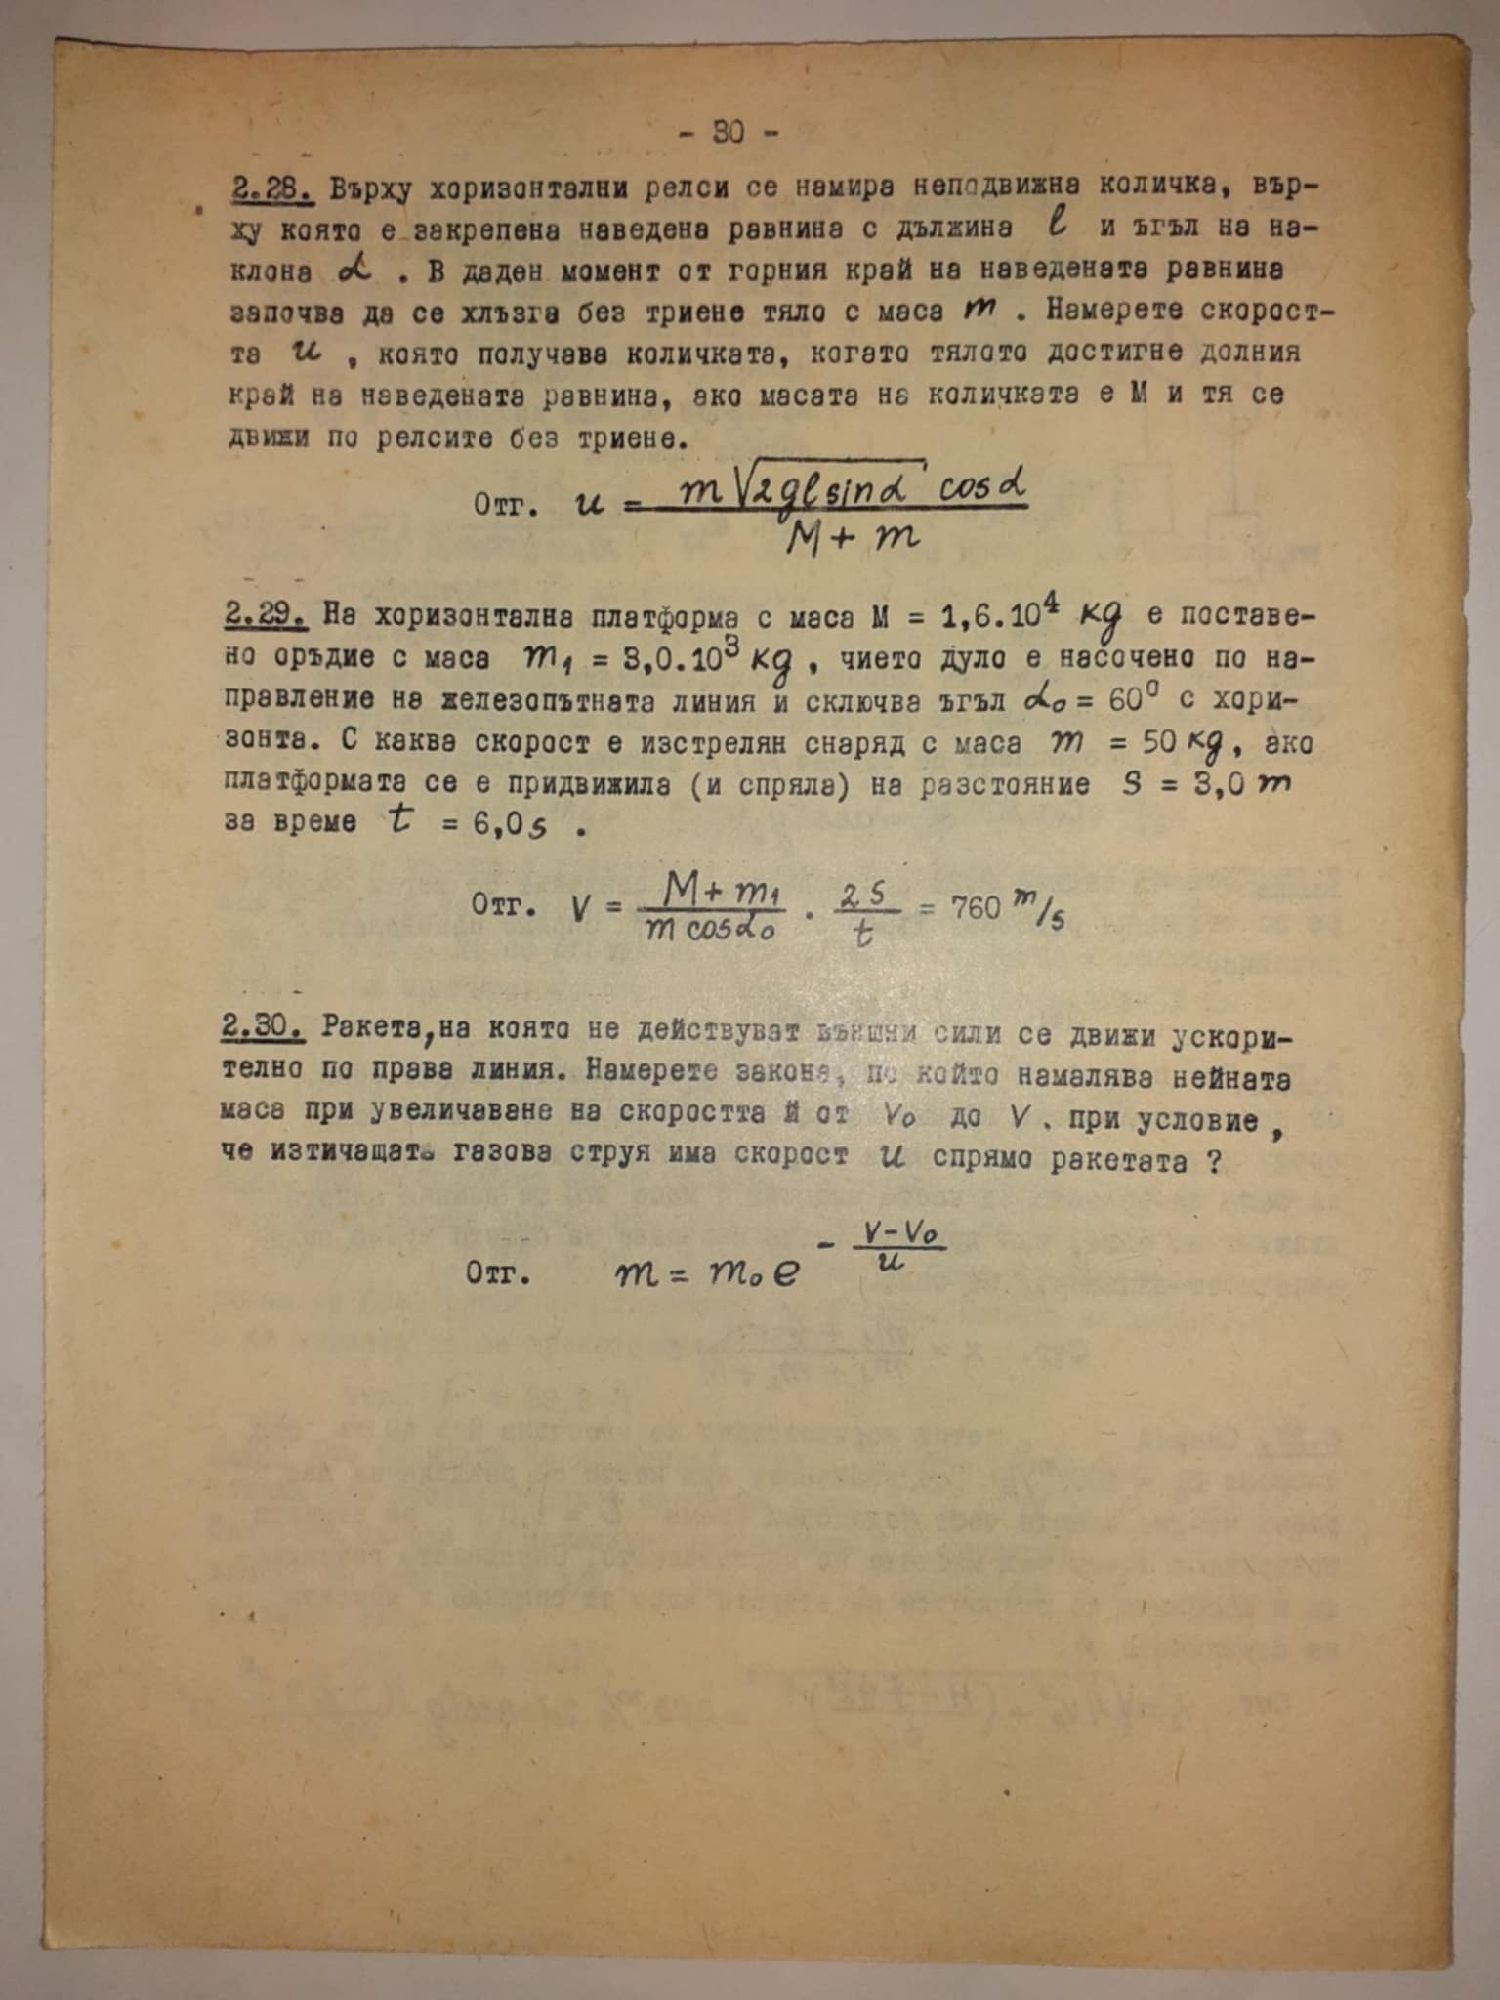 - 30 -
2.28. Върху хоризонтални релси се намира неподвижна количка, вър-
ху която е закрепена наведена равнина с дължина l и ъгъл на на-
клона α . В даден момент от горния край на наведената равнина
започва да се хлъзга без триене тяло с маса m . Намерете скорост-
та u , която получава количката, когато тялото достигне долния
край на наведената равнина, ако масата на количката е М и тя се
движи по релсите без триене.
Отг. u = m√2glsinα cosα / M + m
2.29. На хоризонтална платформа с маса М = 1,6.10⁴ kg е поставе-
но оръдие с маса m₁ = 3,0.10³ kg , чието дуло е насочено по на-
правление на железопътната линия и сключва ъгъл α₀ = 60⁰ с хори-
зонта. С каква скорост е изстрелян снаряд с маса m = 50 kg, ако
платформата се е придвижила (и спряла) на разстояние S = 3,0 m
за време t = 6,0 s .
Отг. V = M + m₁ / m cosα₀ . 2S / t = 760 m/s
2.30. Ракета,на която не действуват външни сили се движи ускори-
телно по права линия. Намерете закона, по който намалява нейната
маса при увеличаване на скоростта й от V₀ до V . при условие ,
че изтичащата газова струя има скорост u спрямо ракетата ?
Отг. m = m₀ e^(- V-V₀ / u)